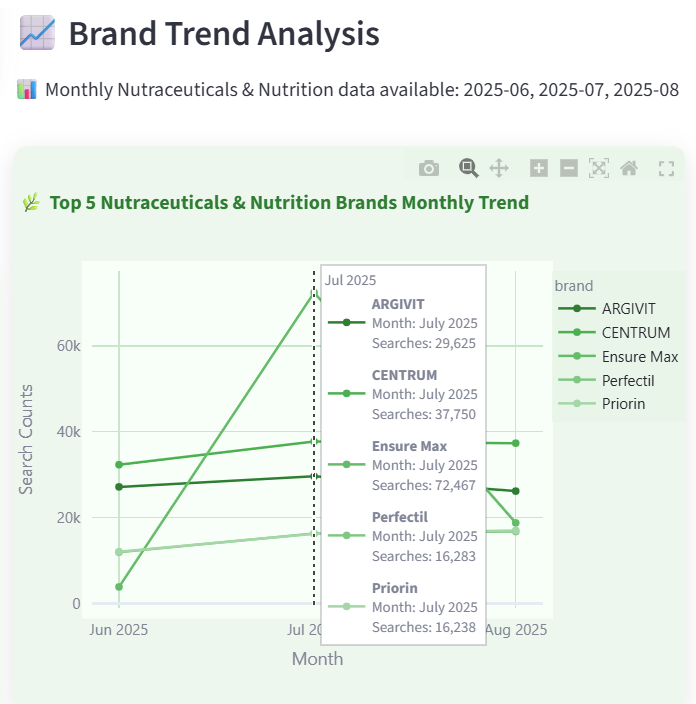 Brand Trend Analysis
Monthly Nutraceuticals & Nutrition data available: 2025-06, 2025-07, 2025-08
Top 5 Nutraceuticals & Nutrition Brands Monthly Trend
Jul 2025
ARGIVIT
Month: July 2025
Searches: 29,625
CENTRUM
Month: July 2025
Searches: 37,750
Ensure Max
Month: July 2025
Searches: 72,467
Perfectil
Month: July 2025
Searches: 16,283
Priorin
Month: July 2025
Searches: 16,238
brand
ARGIVIT
CENTRUM
Ensure Max
Perfectil
Priorin
60k
40k
20k
0
Search Counts
Jun 2025
Jul 20
Aug 2025
Month